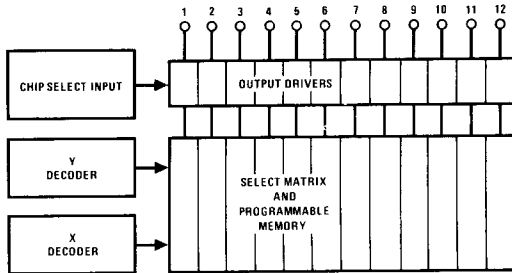 1 2 3 4 5 6 7 8 9 10 11 12
CHIP SELECT INPUT
OUTPUT DRIVERS
Y
DECODER
SELECT MATRIX
AND
PROGRAMMABLE
MEMORY
X
DECODER